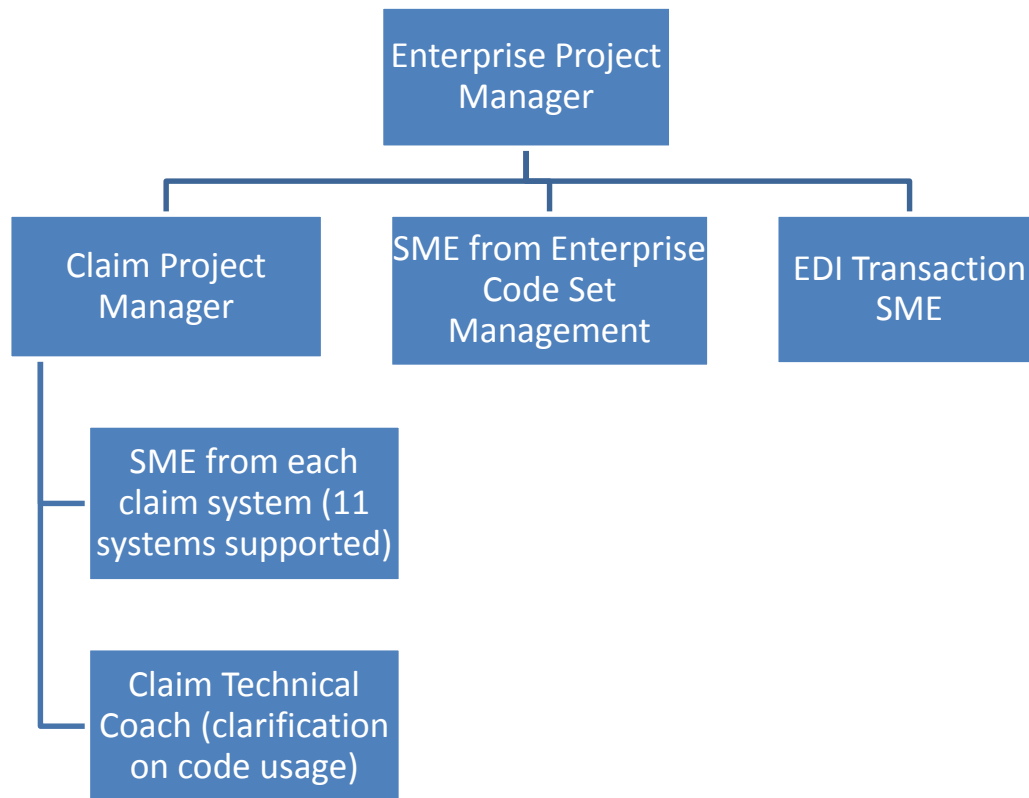 Enterprise Project
Manager
Claim Project
Manager
SME from Enterprise
Code Set
Management
EDI Transaction
SME
SME from each
claim system (11
systems supported)
Claim Technical
Coach (clarification
on code usage)